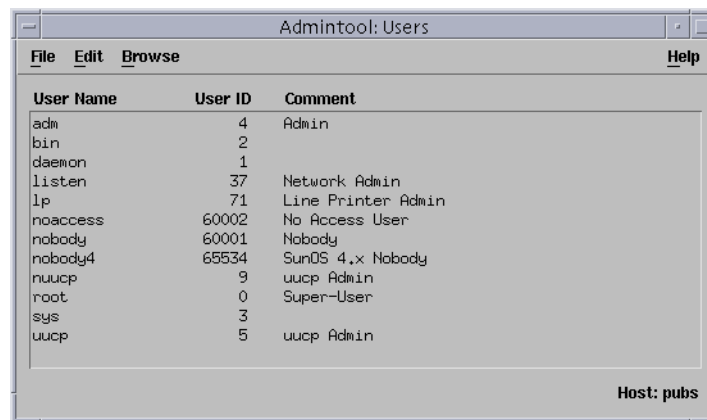 Admintool: Users
File Edit Browse Help
User Name User ID Comment
adm 4 Admin
bin 2
daemon 1
listen 37 Network Admin
lp 71 Line Printer Admin
noaccess 60002 No Access User
nobody 60001 Nobody
nobody4 65534 SunOS 4.x Nobody
nuucp 9 uucp Admin
root 0 Super-User
sys 3
uucp 5 uucp Admin
Host: pubs